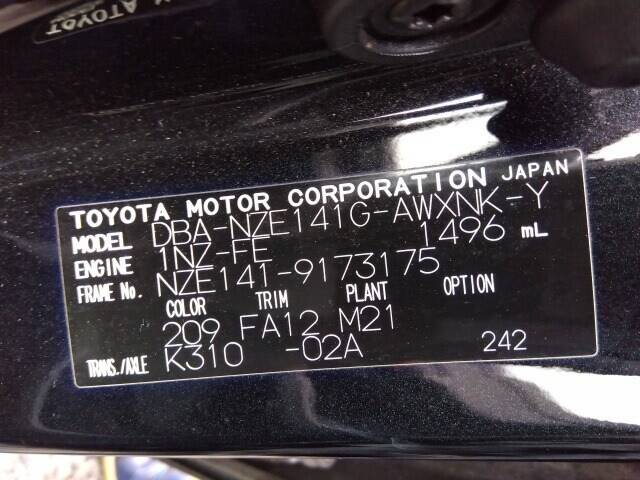 TOYOTA MOTOR CORPORATION JAPAN
MODEL DBA-NZE141G-AWXNK-Y
ENGINE 1NZ-FE 1496 mL
FRAME No. NZE141-9173175
COLOR TRIM PLANT OPTION
209 FA12 M21
TRANS./AXLE K310 -02A 242